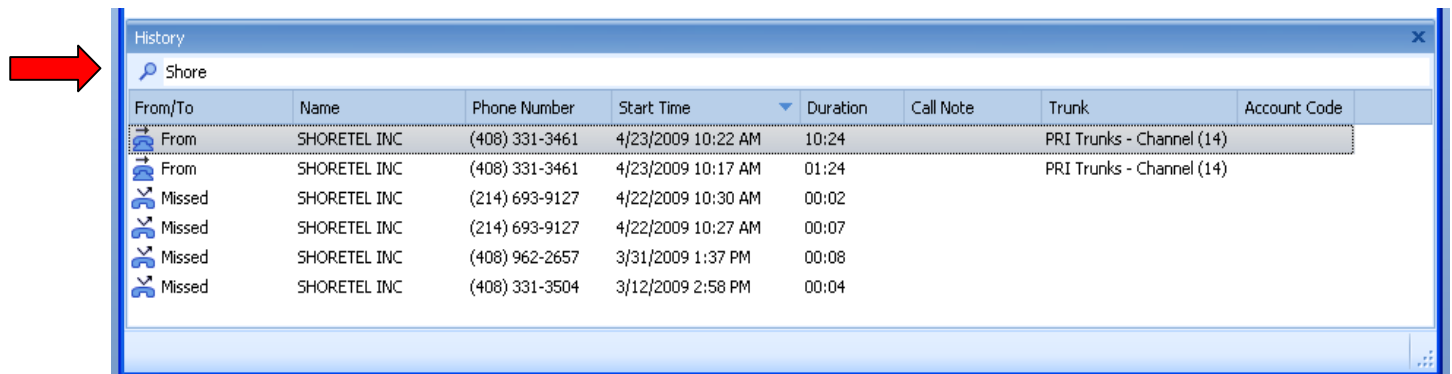 History
Shore
From/To Name Phone Number Start Time Duration Call Note Trunk Account Code
From SHORETEL INC (408) 331-3461 4/23/2009 10:22 AM 10:24 PRI Trunks - Channel (14)
From SHORETEL INC (408) 331-3461 4/23/2009 10:17 AM 01:24 PRI Trunks - Channel (14)
Missed SHORETEL INC (214) 693-9127 4/22/2009 10:30 AM 00:02
Missed SHORETEL INC (214) 693-9127 4/22/2009 10:27 AM 00:07
Missed SHORETEL INC (408) 962-2657 3/31/2009 1:37 PM 00:08
Missed SHORETEL INC (408) 331-3504 3/12/2009 2:58 PM 00:04